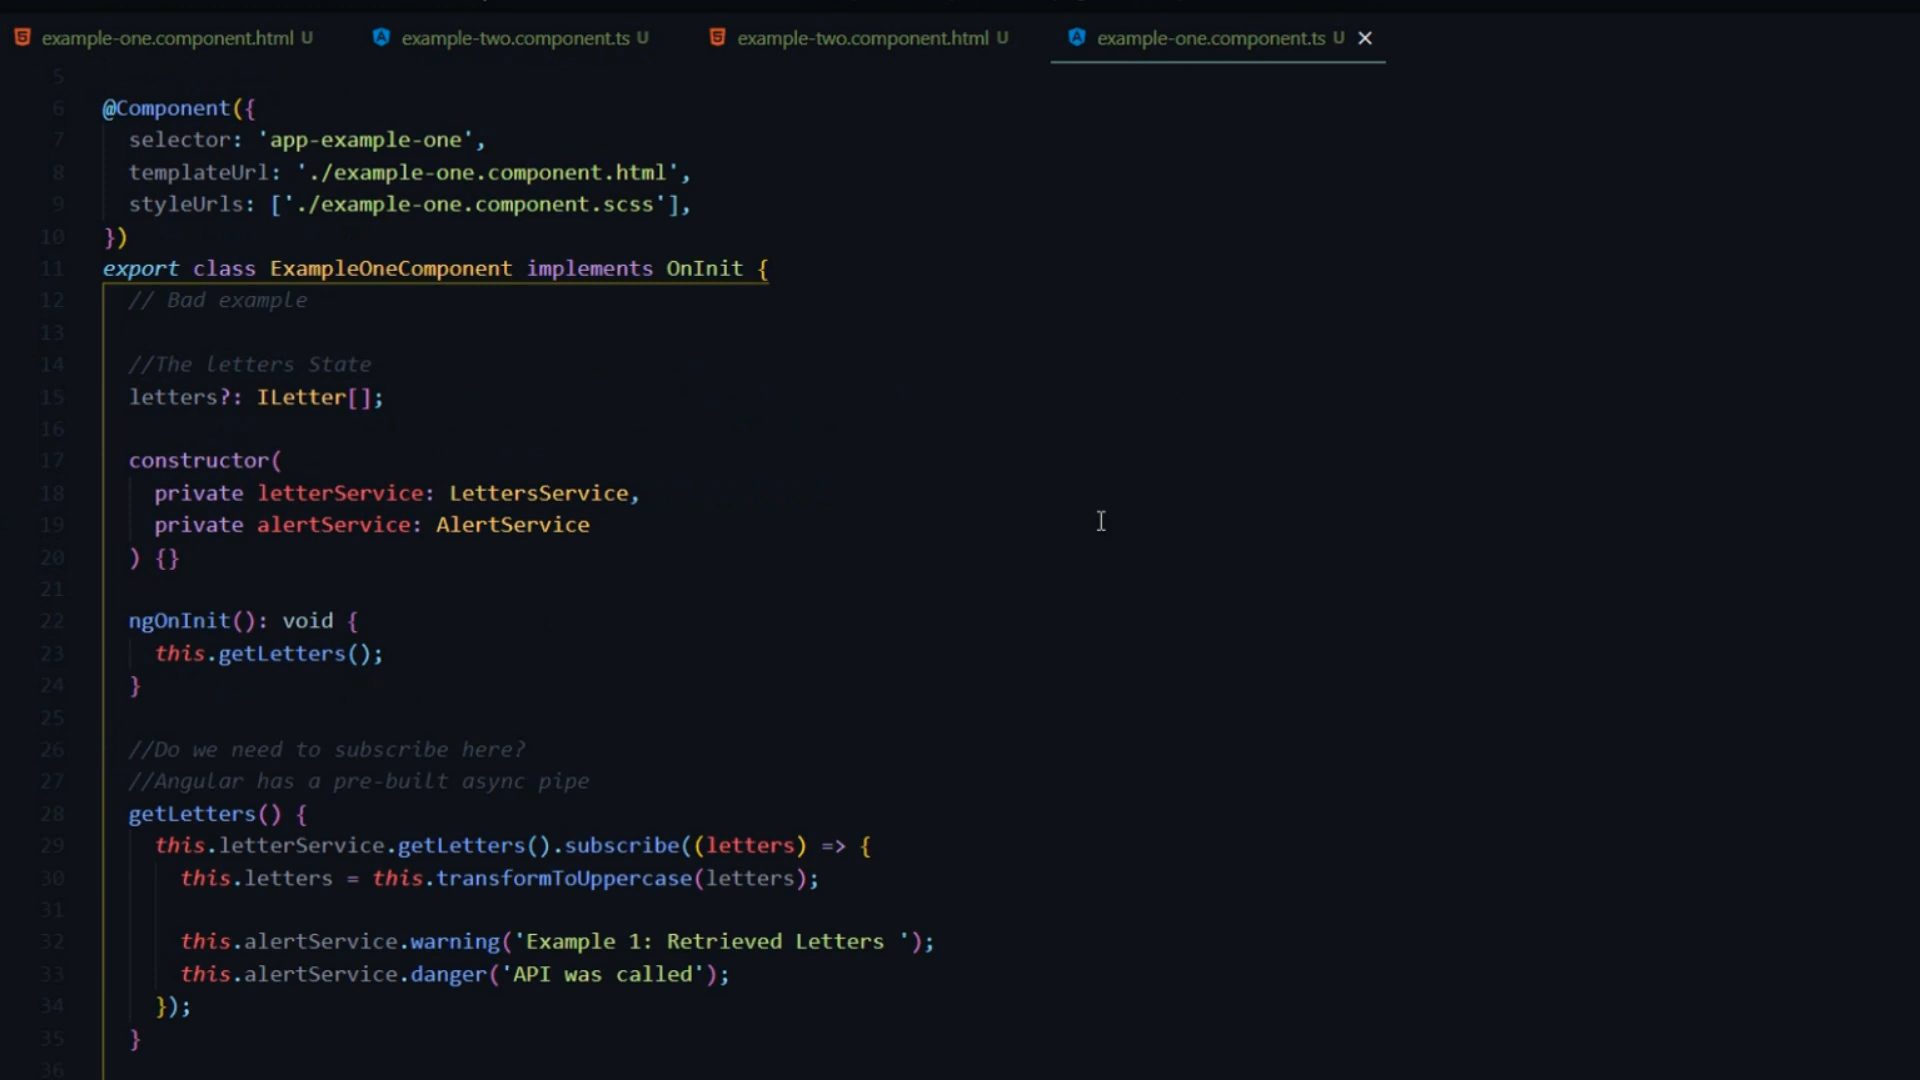 example-one.component.html U example-two.component.ts U example-two.component.html U example-one.component.ts U
5
6 @Component({
7 selector: 'app-example-one',
8 templateUrl: './example-one.component.html',
9 styleUrls: ['./example-one.component.scss'],
10 })
11 export class ExampleOneComponent implements OnInit {
12 // Bad example
13
14 //The letters State
15 letters?: ILetter[];
16
17 constructor(
18 private letterService: LettersService,
19 private alertService: AlertService
20 ) {}
21
22 ngOnInit(): void {
23 this.getLetters();
24 }
25
26 //Do we need to subscribe here?
27 //Angular has a pre-built async pipe
28 getLetters() {
29 this.letterService.getLetters().subscribe((letters) => {
30 this.letters = this.transformToUppercase(letters);
31
32 this.alertService.warning('Example 1: Retrieved Letters ');
33 this.alertService.danger('API was called');
34 });
35 }
36